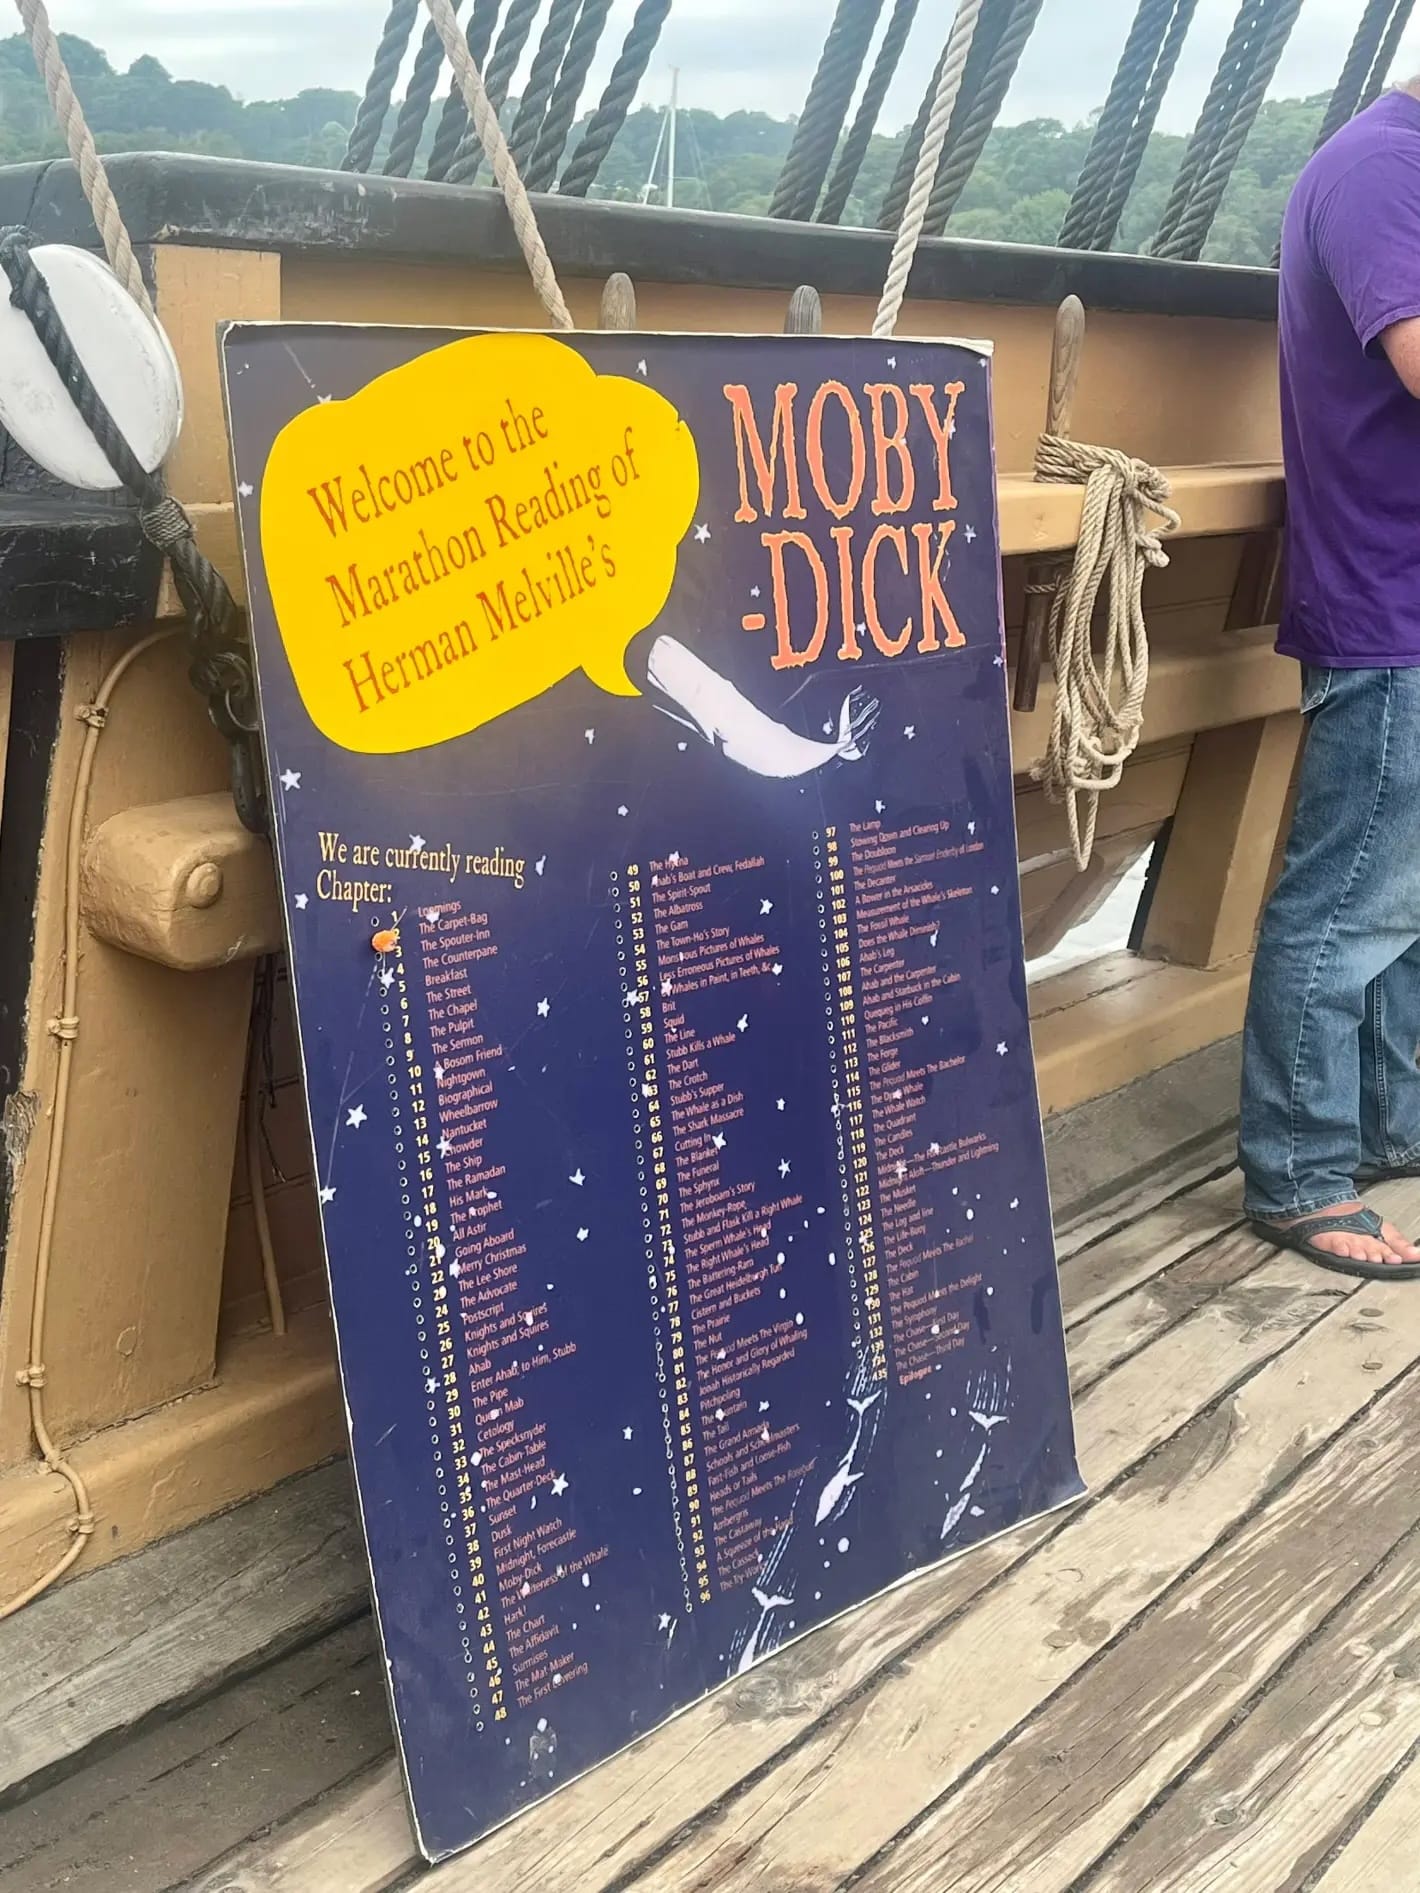 Welcome to the
Marathon Reading of
Herman Melville's
MOBY
-DICK
We are currently reading
Chapter:
1 Loomings
2 The Carpet-Bag
3 The Spouter-Inn
4 The Counterpane
5 Breakfast
6 The Street
7 The Chapel
8 The Pulpit
9 The Sermon
10 A Bosom Friend
11 Nightgown
12 Biographical
13 Wheelbarrow
14 Nantucket
15 Chowder
16 The Ship
17 The Ramadan
18 His Mark
19 The Prophet
20 All Astir
21 Going Aboard
22 Merry Christmas
23 The Lee Shore
24 The Advocate
25 Postscript
26 Knights and Squires
27 Knights and Squires
28 Ahab
29 Enter Ahab; to Him, Stubb
30 The Pipe
31 Queen Mab
32 Cetology
33 The Specksnyder
34 The Cabin-Table
35 The Mast-Head
36 The Quarter-Deck
37 Sunset
38 Dusk
39 First Night Watch
40 Midnight, Forecastle
41 Moby-Dick
42 The Whiteness of the Whale
43 Hark!
44 The Chart
45 The Affidavit
46 Surmises
47 The Mat-Maker
48 The First Lowering
49 The Hyena
50 Ahab's Boat and Crew, Fedallah
51 The Spirit-Spout
52 The Albatross
53 The Gam
54 The Town-Ho's Story
55 Monstrous Pictures of Whales
56 Less Erroneous Pictures of Whales
57 Whales in Paint, in Teeth, &c.
58 Brit
59 Squid
60 The Line
61 Stubb Kills a Whale
62 The Dart
63 The Crotch
64 Stubb's Supper
65 The Whale as a Dish
66 The Shark Massacre
67 Cutting In
68 The Blanket
69 The Funeral
70 The Sphynx
71 The Jeroboam's Story
72 The Monkey-Rope
73 Stubb and Flask Kill a Right Whale
74 The Sperm Whale's Head
75 The Right Whale's Head
76 The Battering-Ram
77 The Great Heidelburgh Tun
78 Cistern and Buckets
79 The Prairie
80 The Nut
81 The Pequod Meets The Virgin
82 The Honor and Glory of Whaling
83 Jonah Historically Regarded
84 Pitchpoling
85 The Fountain
86 The Tail
87 The Grand Armada
88 Schools and Schoolmasters
89 Fast-Fish and Loose-Fish
90 Heads or Tails
91 The Pequod Meets The Rosebud
92 Ambergris
93 The Castaway
94 A Squeeze of the Hand
95 The Cassock
96 The Try-Works
97 The Lamp
98 Stowing Down and Clearing Up
99 The Doubloon
100 The Pequod Meets the Samuel Enderby of London
101 The Decanter
102 A Bower in the Arsacides
103 Measurement of the Whale's Skeleton
104 The Fossil Whale
105 Does the Whale Diminish?
106 Ahab's Leg
107 The Carpenter
108 Ahab and the Carpenter
109 Ahab and Starbuck in the Cabin
110 Queequeg in His Coffin
111 The Pacific
112 The Blacksmith
113 The Forge
114 The Gilder
115 The Pequod Meets The Bachelor
116 The Dying Whale
117 The Whale Watch
118 The Quadrant
119 The Candles
120 The Deck
121 Midnight—The Forecastle Bulwarks
122 Midnight Aloft—Thunder and Lightning
123 The Musket
124 The Needle
125 The Log and Line
126 The Life-Buoy
127 The Deck
128 The Pequod Meets The Rachel
129 The Cabin
130 The Hat
131 The Pequod Meets the Delight
132 The Symphony
133 The Chase—First Day
134 The Chase—Second Day
135 The Chase—Third Day
Epilogue